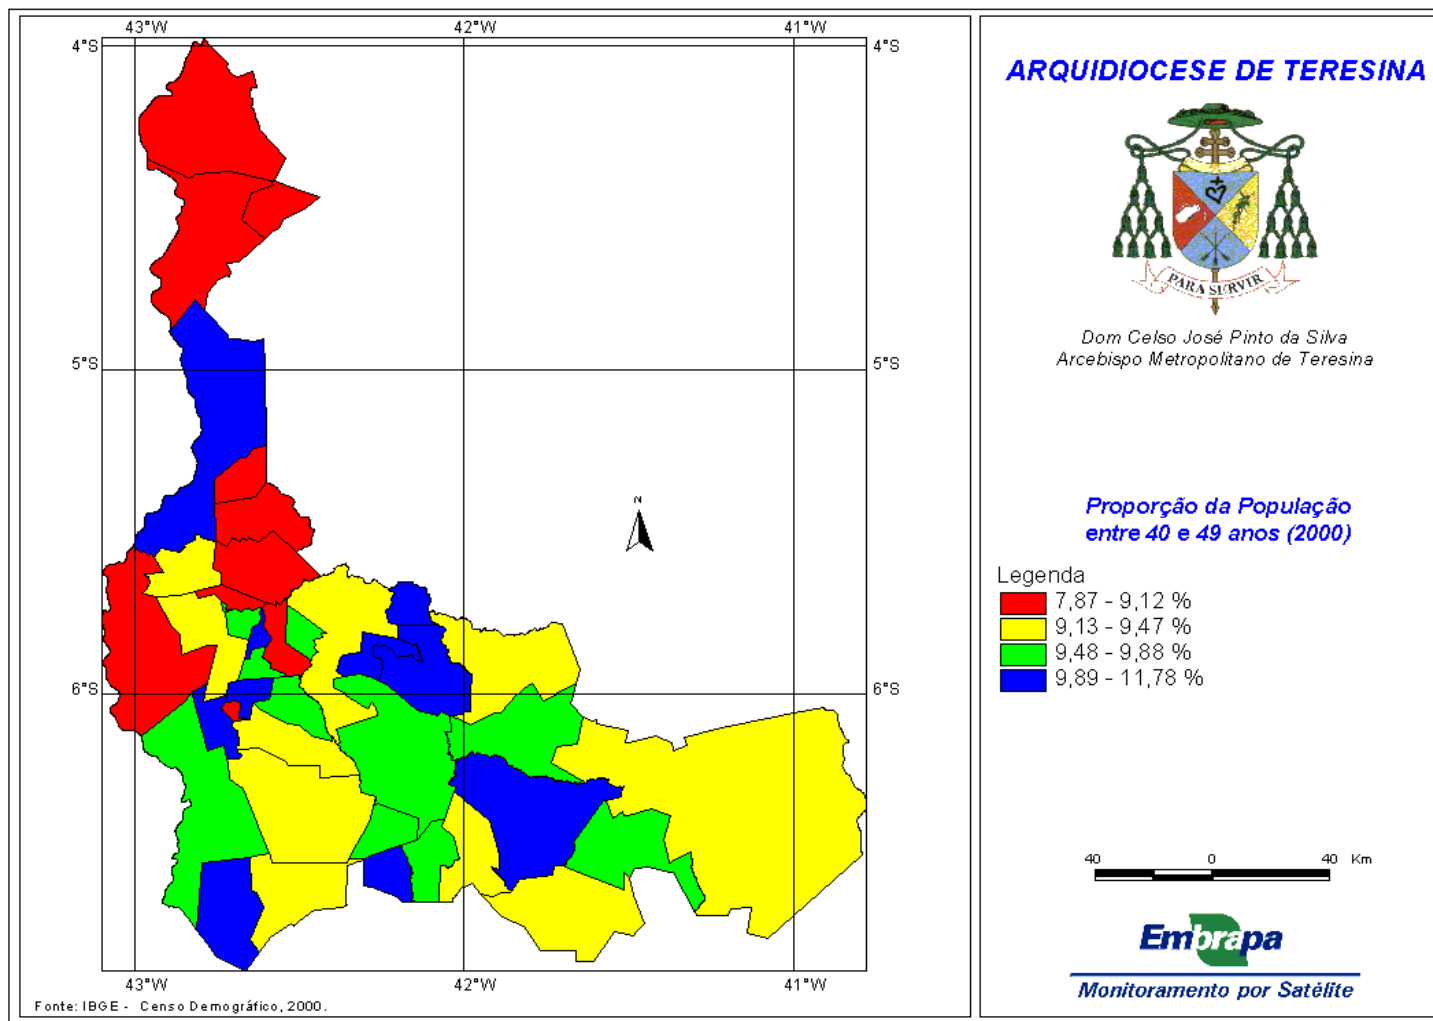 43°W 42°W 41°W
4°S 4°S
5°S 5°S
6°S 6°S
43°W 42°W 41°W
N
Fonte: IBGE - Censo Demográfico, 2000.
ARQUIDIOCESE DE TERESINA
PARA SERVIR
Dom Celso José Pinto da Silva
Arcebispo Metropolitano de Teresina
Proporção da População
entre 40 e 49 anos (2000)
Legenda
7,87 - 9,12 %
9,13 - 9,47 %
9,48 - 9,88 %
9,89 - 11,78 %
40 0 40 Km
Embrapa
Monitoramento por Satélite